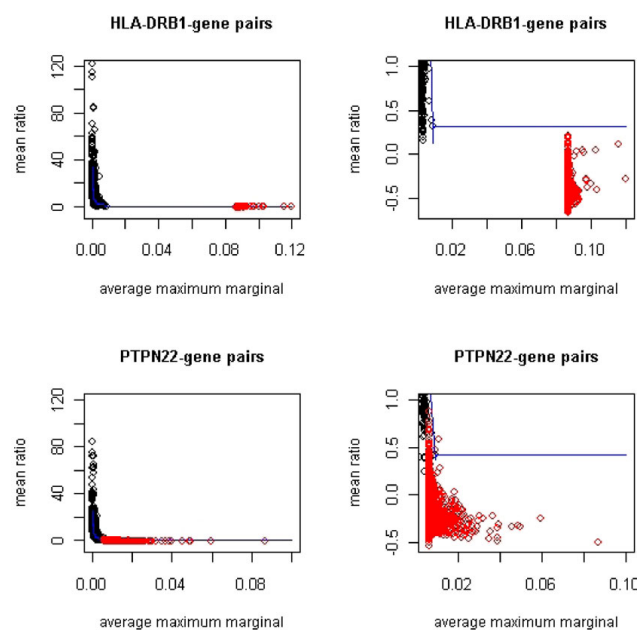 HLA-DRB1-gene pairs
HLA-DRB1-gene pairs
mean ratio
0 40 80 120
0.00 0.04 0.08 0.12
average maximum marginal
mean ratio
-0.5 0.0 0.5 1.0
0.02 0.06 0.10
average maximum marginal
PTPN22-gene pairs
PTPN22-gene pairs
mean ratio
0 40 80 120
0.00 0.04 0.08
average maximum marginal
mean ratio
-0.5 0.0 0.5 1.0
0.02 0.06 0.10
average maximum marginal